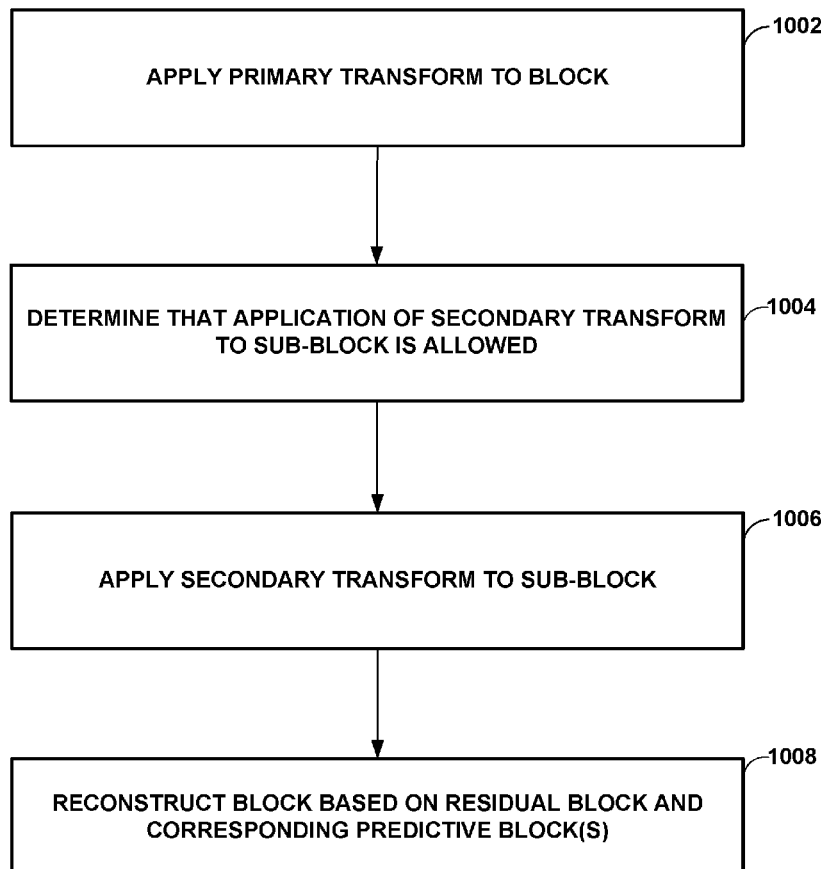 1002
APPLY PRIMARY TRANSFORM TO BLOCK
1004
DETERMINE THAT APPLICATION OF SECONDARY TRANSFORM
TO SUB-BLOCK IS ALLOWED
1006
APPLY SECONDARY TRANSFORM TO SUB-BLOCK
1008
RECONSTRUCT BLOCK BASED ON RESIDUAL BLOCK AND
CORRESPONDING PREDICTIVE BLOCK(S)